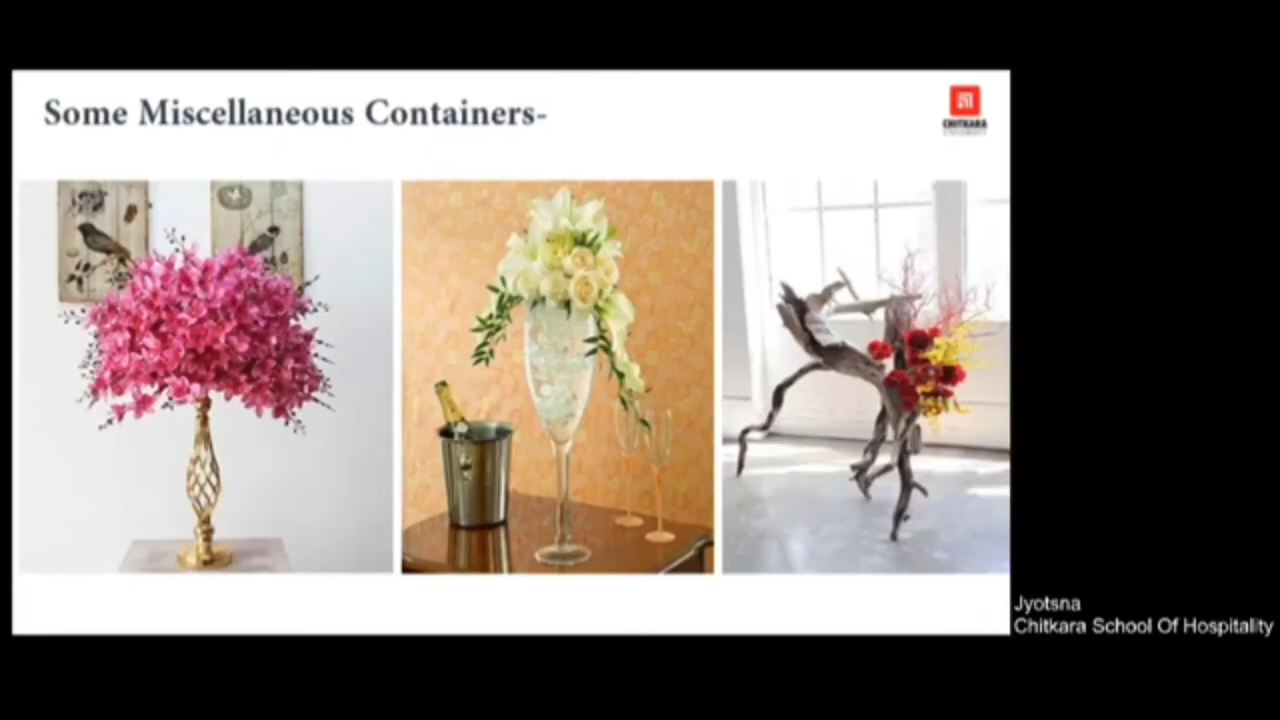 Some Miscellaneous Containers-
CHITKARA
Jyotsna
Chitkara School Of Hospitality